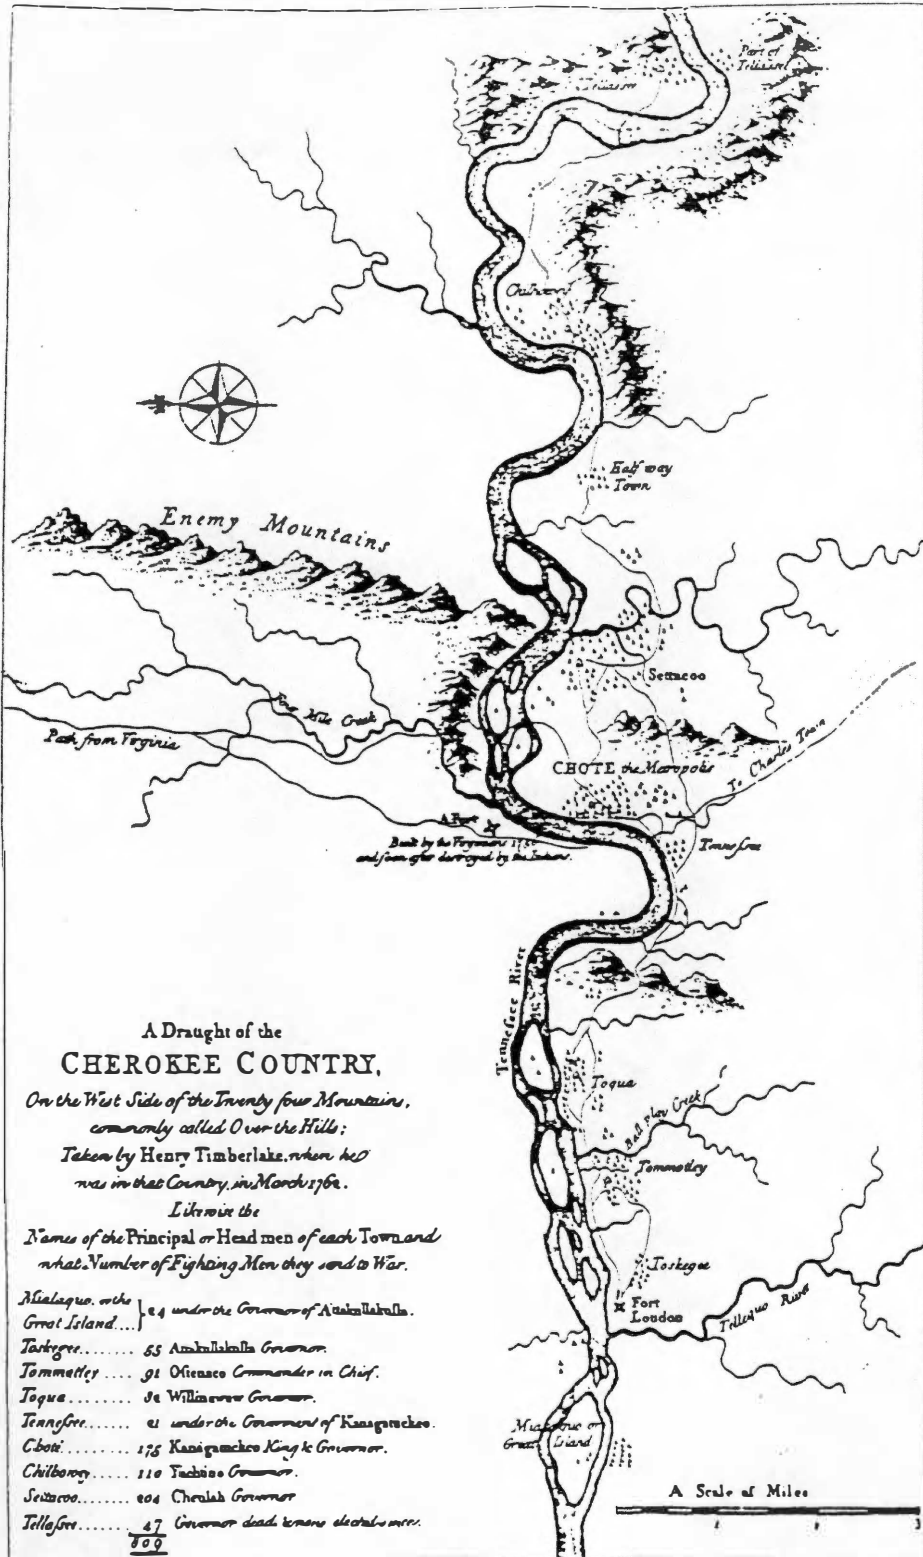 Part of
Tellassee
Tellassee
Chilhowey
Half way
Town
Enemy Mountains
Settacoo
Four Mile Creek
Path from Virginia
CHOTE the Metropolis
To Charles Town
A Fort
Built by the Virginians 1756
and soon after destroyed by the Indians.
Tennessee
Tennessee River
Toqua
Ball play Creek
Tommotley
Toskegee
Fort
Loudon
Tellequo River
Mialaquo or
Great Island
A Scale of Miles
1 2 3
A Draught of the
CHEROKEE COUNTRY,
On the West Side of the Twenty four Mountains,
commonly called Over the Hills;
Taken by Henry Timberlake, when he
was in that Country, in March 1762.
Likewise the
Names of the Principal or Head men of each Town and
what Number of Fighting Men they send to War.
Mialaquo, or the
Great Island.... } 24 under the Governor of Attakullakulla.
Toskegee....... 55 Attakullakulla Governor.
Tommotley .... 91 Ostenaco Commander in Chief.
Toqua ........ 82 Willinawaw Governor.
Tennessee....... 21 under the Goverment of Kanagatuckco.
Chote.......... 175 Kanagatuckco King & Governor.
Chilhowey..... 110 Yachtino Governor.
Settacoo....... 204 Cheulah Governor
Tellassee....... 47 Governor dead & none elected since.
809